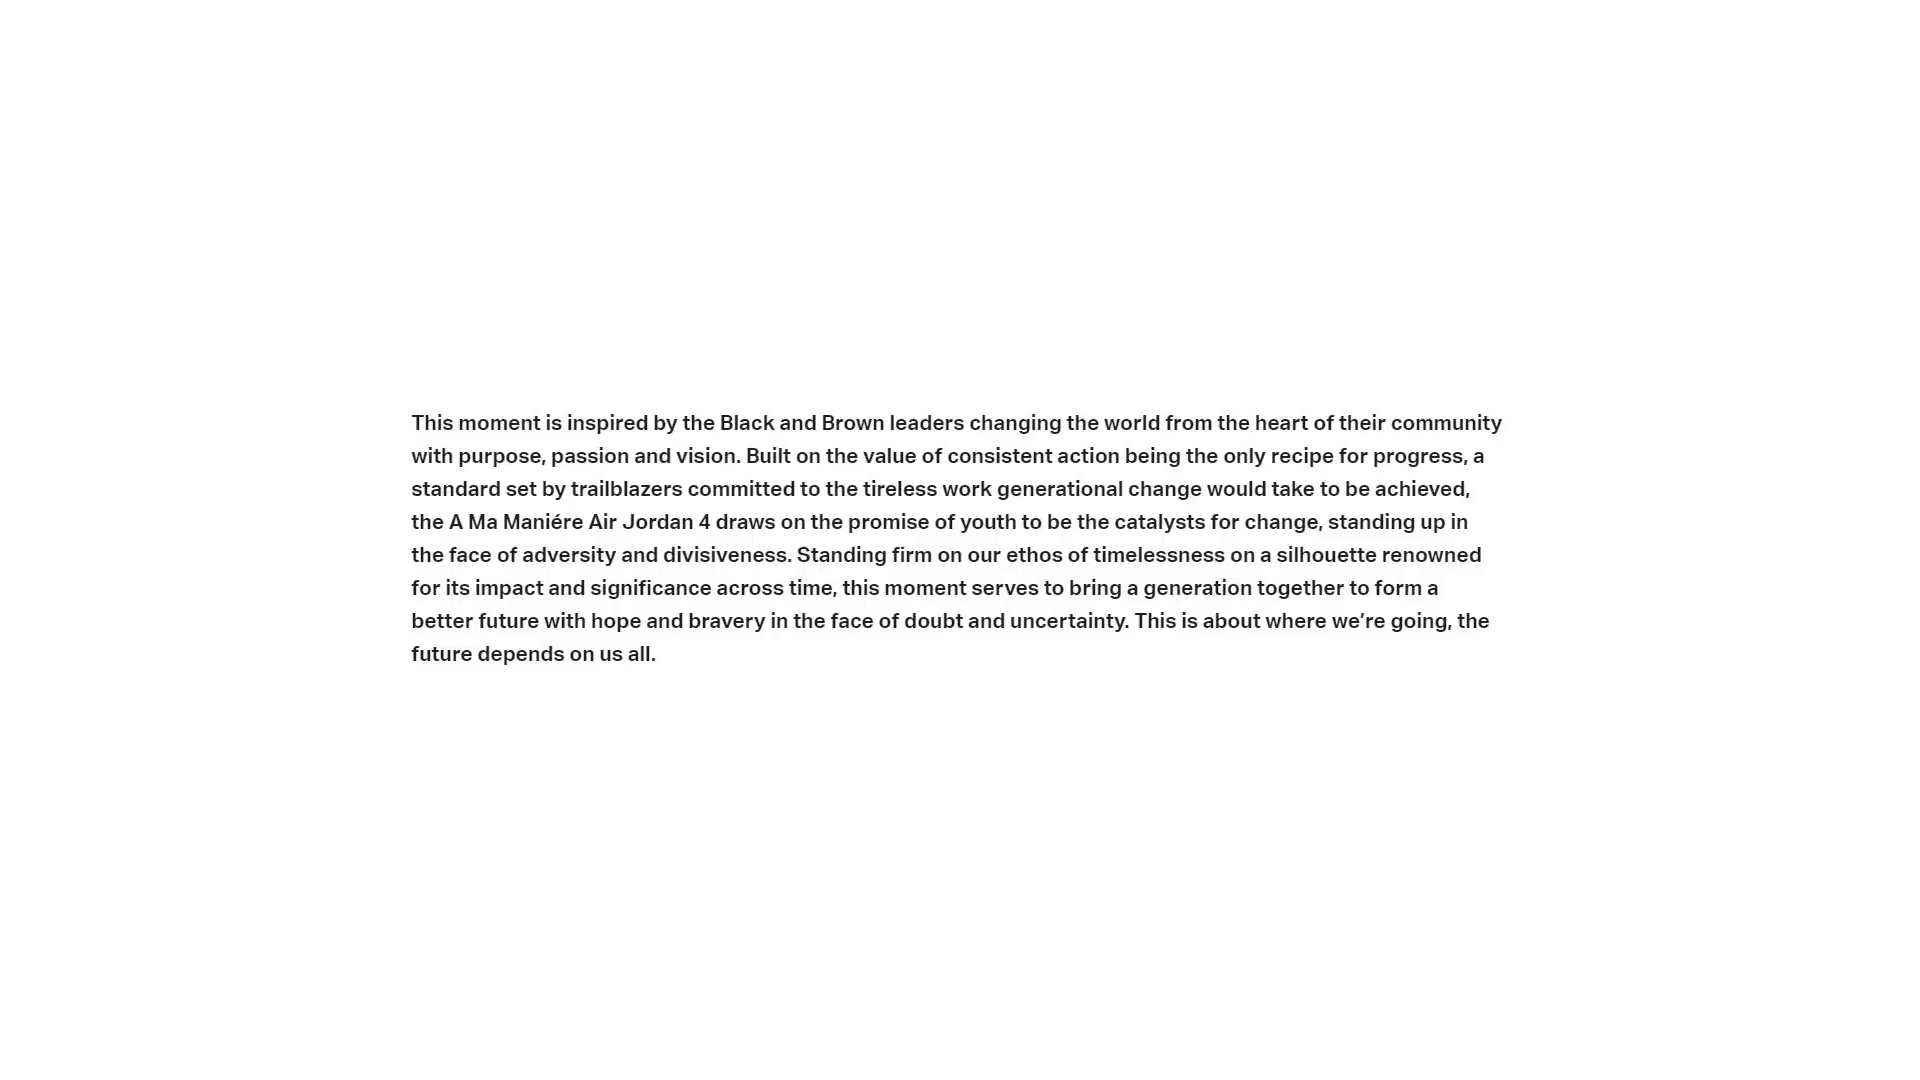 This moment is inspired by the Black and Brown leaders changing the world from the heart of their community
with purpose, passion and vision. Built on the value of consistent action being the only recipe for progress, a
standard set by trailblazers committed to the tireless work generational change would take to be achieved,
the A Ma Maniére Air Jordan 4 draws on the promise of youth to be the catalysts for change, standing up in
the face of adversity and divisiveness. Standing firm on our ethos of timelessness on a silhouette renowned
for its impact and significance across time, this moment serves to bring a generation together to form a
better future with hope and bravery in the face of doubt and uncertainty. This is about where we’re going, the
future depends on us all.